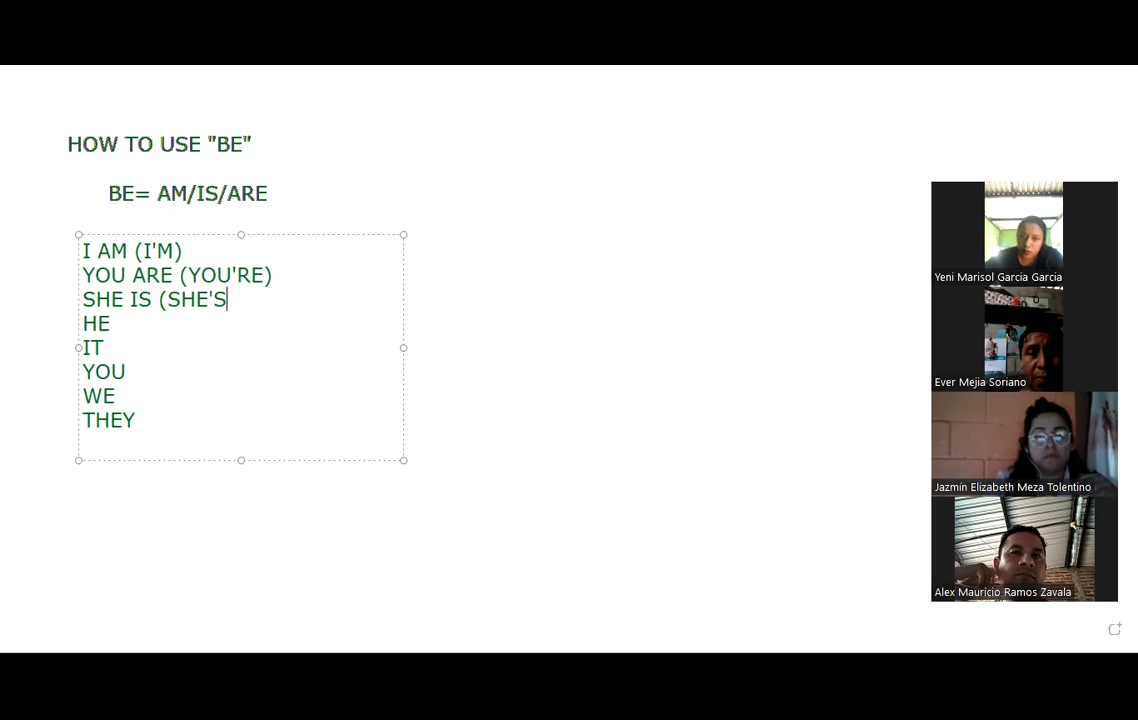 HOW TO USE "BE"
BE= AM/IS/ARE
I AM (I'M)
YOU ARE (YOU'RE)
SHE IS (SHE'S
HE
IT
YOU
WE
THEY
Yeni Marisol Garcia Garcia
Ever Mejia Soriano
Jazmín Elizabeth Meza Tolentino
Alex Mauricio Ramos Zavala